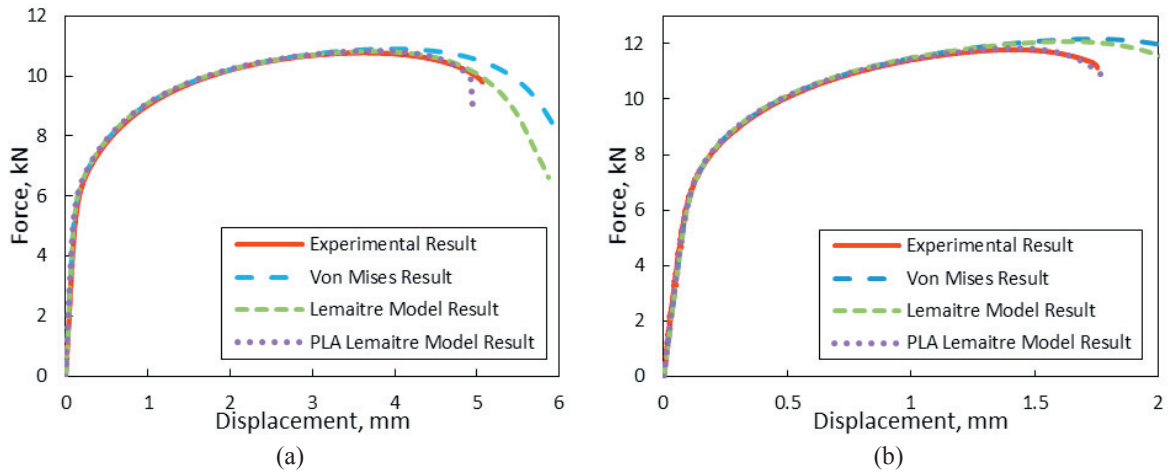 12
10
8
6
4
2
0
Force, kN
Experimental Result
Von Mises Result
Lemaitre Model Result
PLA Lemaitre Model Result
0 1 2 3 4 5 6
Displacement, mm
(a)
12
10
8
6
4
2
0
Force, kN
Experimental Result
Von Mises Result
Lemaitre Model Result
PLA Lemaitre Model Result
0 0.5 1 1.5 2
Displacement, mm
(b)